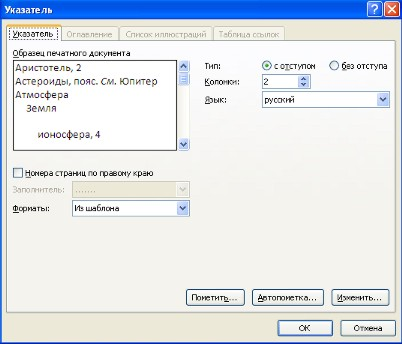 Указатель
Указатель Оглавление Список иллюстраций Таблица ссылок
Образец печатного документа
Аристотель, 2
Астероиды, пояс. См. Юпитер
Атмосфера
Земля
ионосфера, 4
Тип: с отступом без отступа
Колонки: 2
Язык: русский
Номера страниц по правому краю
Заполнитель: .......
Форматы: Из шаблона
Пометить... Автопометка... Изменить...
ОК Отмена